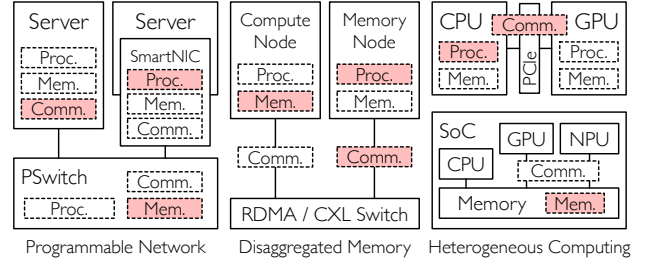 Server
Proc.
Mem.
Comm.
Server
SmartNIC
Proc.
Mem.
Comm.
PSwitch
Proc.
Comm.
Mem.
Programmable Network
Compute
Node
Proc.
Mem.
Comm.
Memory
Node
Proc.
Mem.
Comm.
RDMA / CXL Switch
Disaggregated Memory
CPU
Proc.
Mem.
Comm.
PCIe
GPU
Proc.
Mem.
SoC
CPU
GPU
NPU
Comm.
Memory
Mem.
Heterogeneous Computing